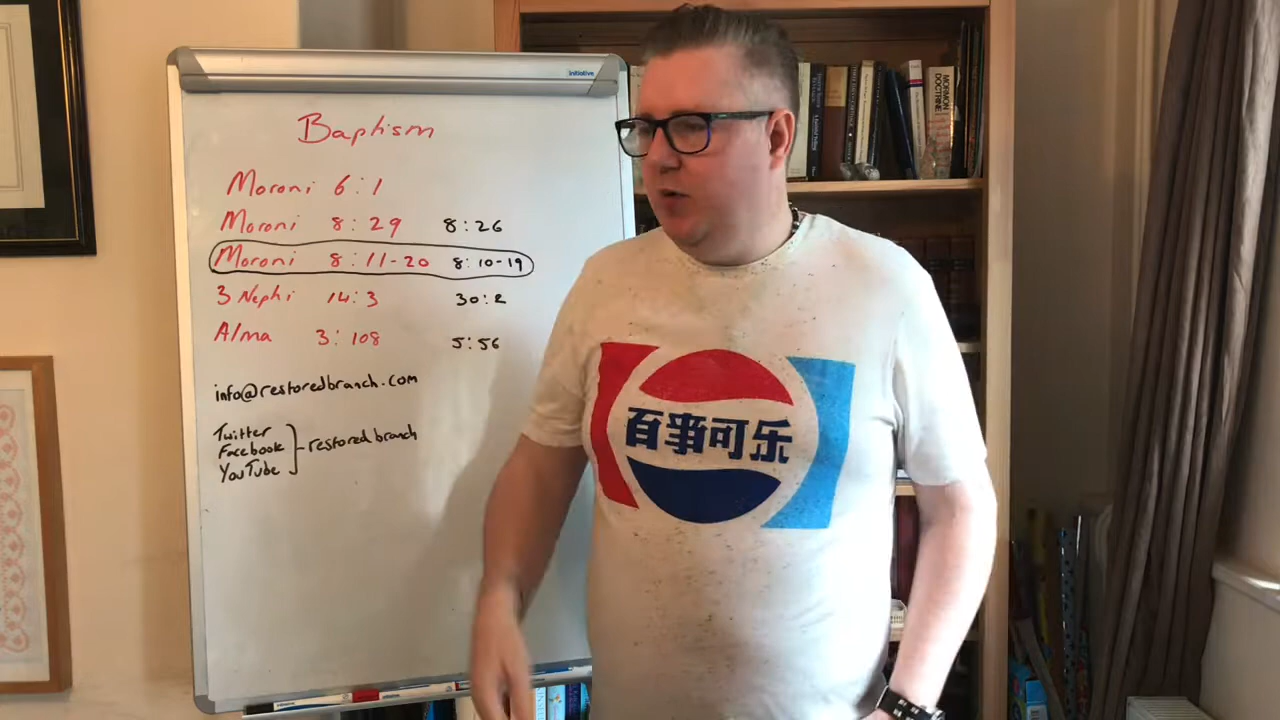 initiative
Baptism
Moroni 6:1
Moroni 8:29 8:26
Moroni 8:11-20 8:10-19
3 Nephi 14:3 30:2
Alma 3:108 5:56
info@restoredbranch.com
Twitter
Facebook
YouTube
restored branch
MORMON
DOCTRINE
百事可乐